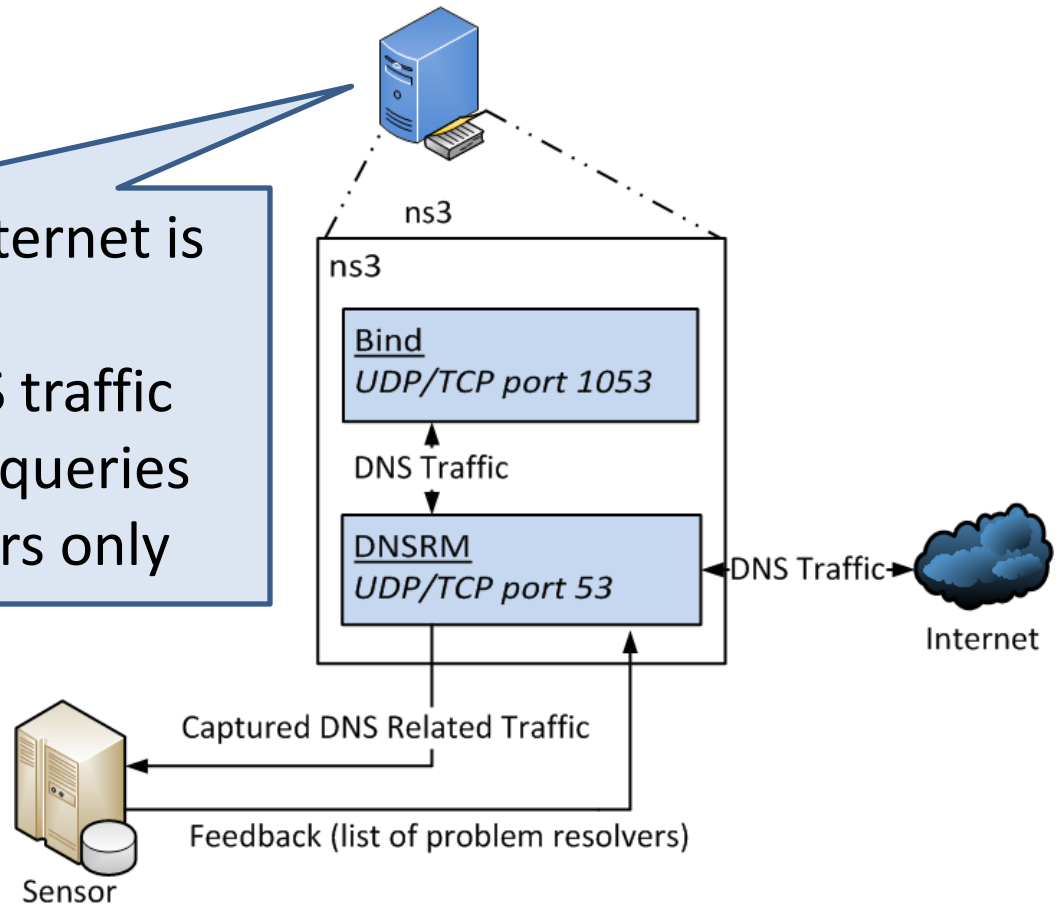 ns3
ternet is
traffic
queries
rs only
ns3
Bind
UDP/TCP port 1053
DNS Traffic
DNSRM
UDP/TCP port 53
DNS Traffic
Internet
Captured DNS Related Traffic
Feedback (list of problem resolvers)
Sensor